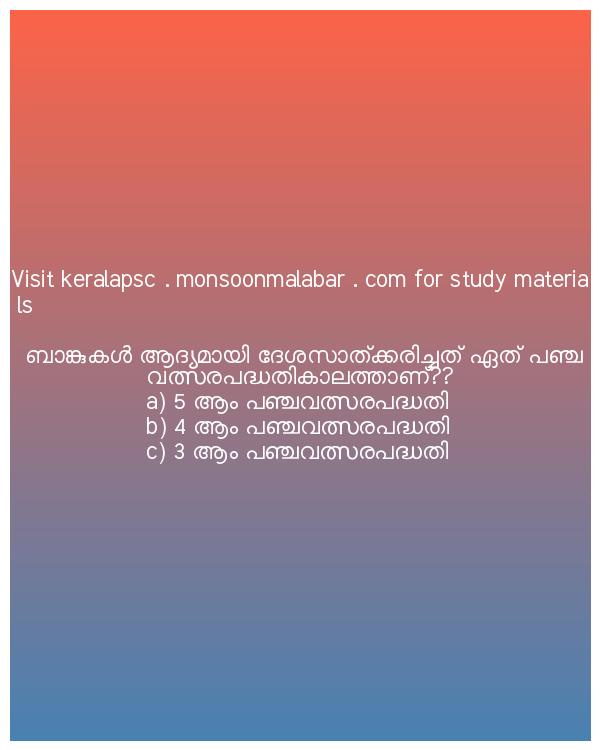 Visit keralapsc . monsoonmalabar . com for study materia
ls
ബാങ്കുകൾ ആദ്യമായി ദേശസാത്ക്കരിച്ചത് ഏത് പഞ്ച
വത്സരപദ്ധതികാലത്താണ്??
a) 5 ആം പഞ്ചവത്സരപദ്ധതി
b) 4 ആം പഞ്ചവത്സരപദ്ധതി
c) 3 ആം പഞ്ചവത്സരപദ്ധതി